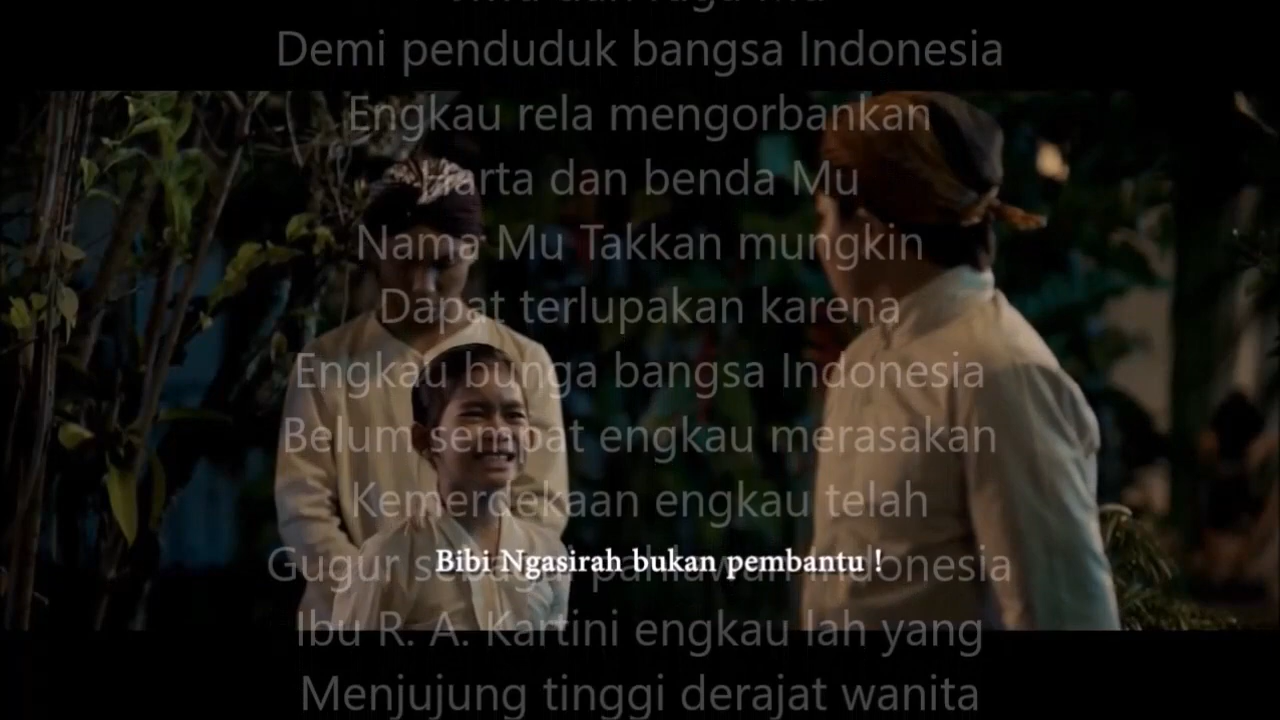 Demi penduduk bangsa Indonesia
Engkau rela mengorbankan
Harta dan benda Mu
Nama Mu Takkan mungkin
Dapat terlupakan karena
Engkau bunga bangsa Indonesia
Belum sempat engkau merasakan
Kemerdekaan engkau telah
Gugur sebagai pahlawan Indonesia
Bibi Ngasirah bukan pembantu !
Ibu R. A. Kartini engkau lah yang
Menjujung tinggi derajat wanita